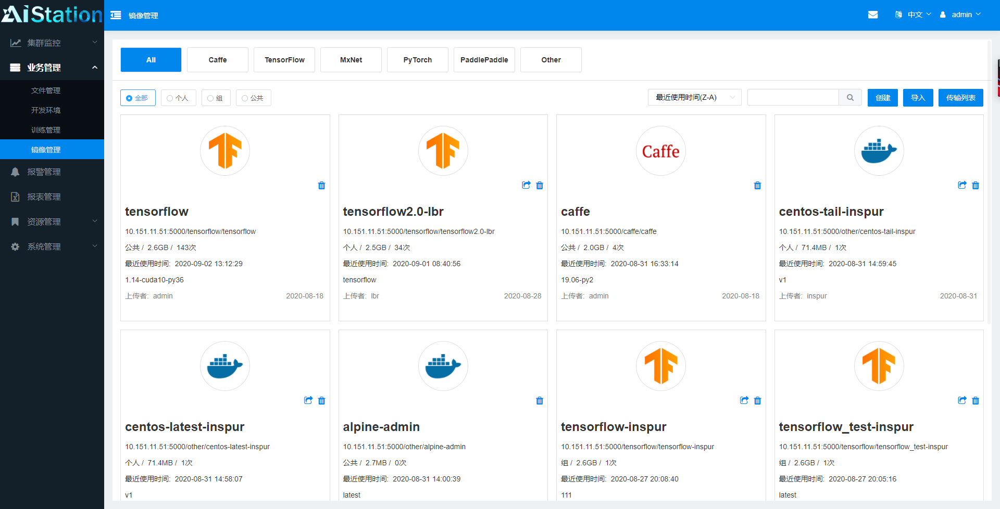 AiStation
镜像管理
中文
admin
集群监控
业务管理
文件管理
开发环境
训练管理
镜像管理
报警管理
报表管理
资源管理
系统管理
All
Caffe
TensorFlow
MxNet
PyTorch
PaddlePaddle
Other
全部
个人
组
公共
最近使用时间(Z-A)
创建
导入
传输列表
tensorflow
10.151.11.51:5000/tensorflow/tensorflow
公共 / 2.6GB / 143次
最近使用时间: 2020-09-02 13:12:29
1.14-cuda10-py36
上传者: admin 2020-08-18
tensorflow2.0-lbr
10.151.11.51:5000/tensorflow/tensorflow2.0-lbr
个人 / 2.5GB / 34次
最近使用时间: 2020-09-01 08:40:56
tensorflow
上传者: lbr 2020-08-28
Caffe
caffe
10.151.11.51:5000/caffe/caffe
公共 / 2.0GB / 4次
最近使用时间: 2020-08-31 16:33:14
19.06-py2
上传者: admin 2020-08-18
centos-tail-inspur
10.151.11.51:5000/other/centos-tail-inspur
个人 / 71.4MB / 1次
最近使用时间: 2020-08-31 14:59:45
v1
上传者: inspur 2020-08-31
centos-latest-inspur
10.151.11.51:5000/other/centos-latest-inspur
个人 / 71.4MB / 1次
最近使用时间: 2020-08-31 14:58:07
v1
alpine-admin
10.151.11.51:5000/other/alpine-admin
公共 / 2.7MB / 0次
最近使用时间: 2020-08-31 14:00:39
latest
tensorflow-inspur
10.151.11.51:5000/tensorflow/tensorflow-inspur
组 / 2.6GB / 1次
最近使用时间: 2020-08-27 20:08:40
111
tensorflow_test-inspur
10.151.11.51:5000/tensorflow/tensorflow_test-inspur
组 / 2.6GB / 1次
最近使用时间: 2020-08-27 20:05:16
latest